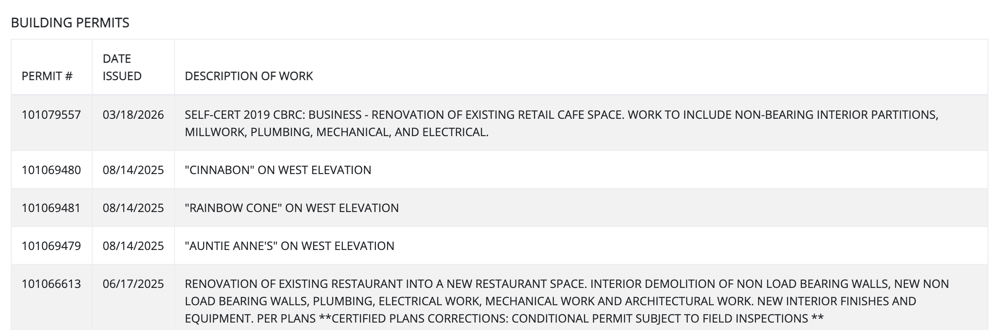 BUILDING PERMITS
PERMIT # DATE ISSUED DESCRIPTION OF WORK
101079557 03/18/2026 SELF-CERT 2019 CBRC: BUSINESS - RENOVATION OF EXISTING RETAIL CAFE SPACE. WORK TO INCLUDE NON-BEARING INTERIOR PARTITIONS,
MILLWORK, PLUMBING, MECHANICAL, AND ELECTRICAL.
101069480 08/14/2025 "CINNABON" ON WEST ELEVATION
101069481 08/14/2025 "RAINBOW CONE" ON WEST ELEVATION
101069479 08/14/2025 "AUNTIE ANNE'S" ON WEST ELEVATION
101066613 06/17/2025 RENOVATION OF EXISTING RESTAURANT INTO A NEW RESTAURANT SPACE. INTERIOR DEMOLITION OF NON LOAD BEARING WALLS, NEW NON
LOAD BEARING WALLS, PLUMBING, ELECTRICAL WORK, MECHANICAL WORK AND ARCHITECTURAL WORK. NEW INTERIOR FINISHES AND
EQUIPMENT. PER PLANS **CERTIFIED PLANS CORRECTIONS: CONDITIONAL PERMIT SUBJECT TO FIELD INSPECTIONS **